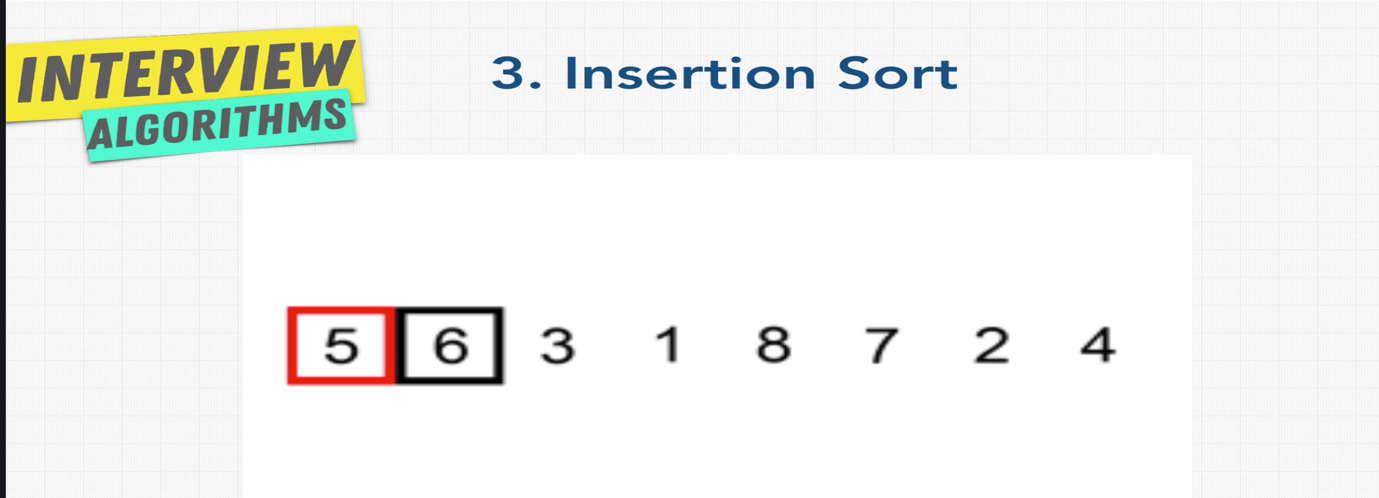 INTERVIEW
ALGORITHMS
3. Insertion Sort
5 6 3 1 8 7 2 4